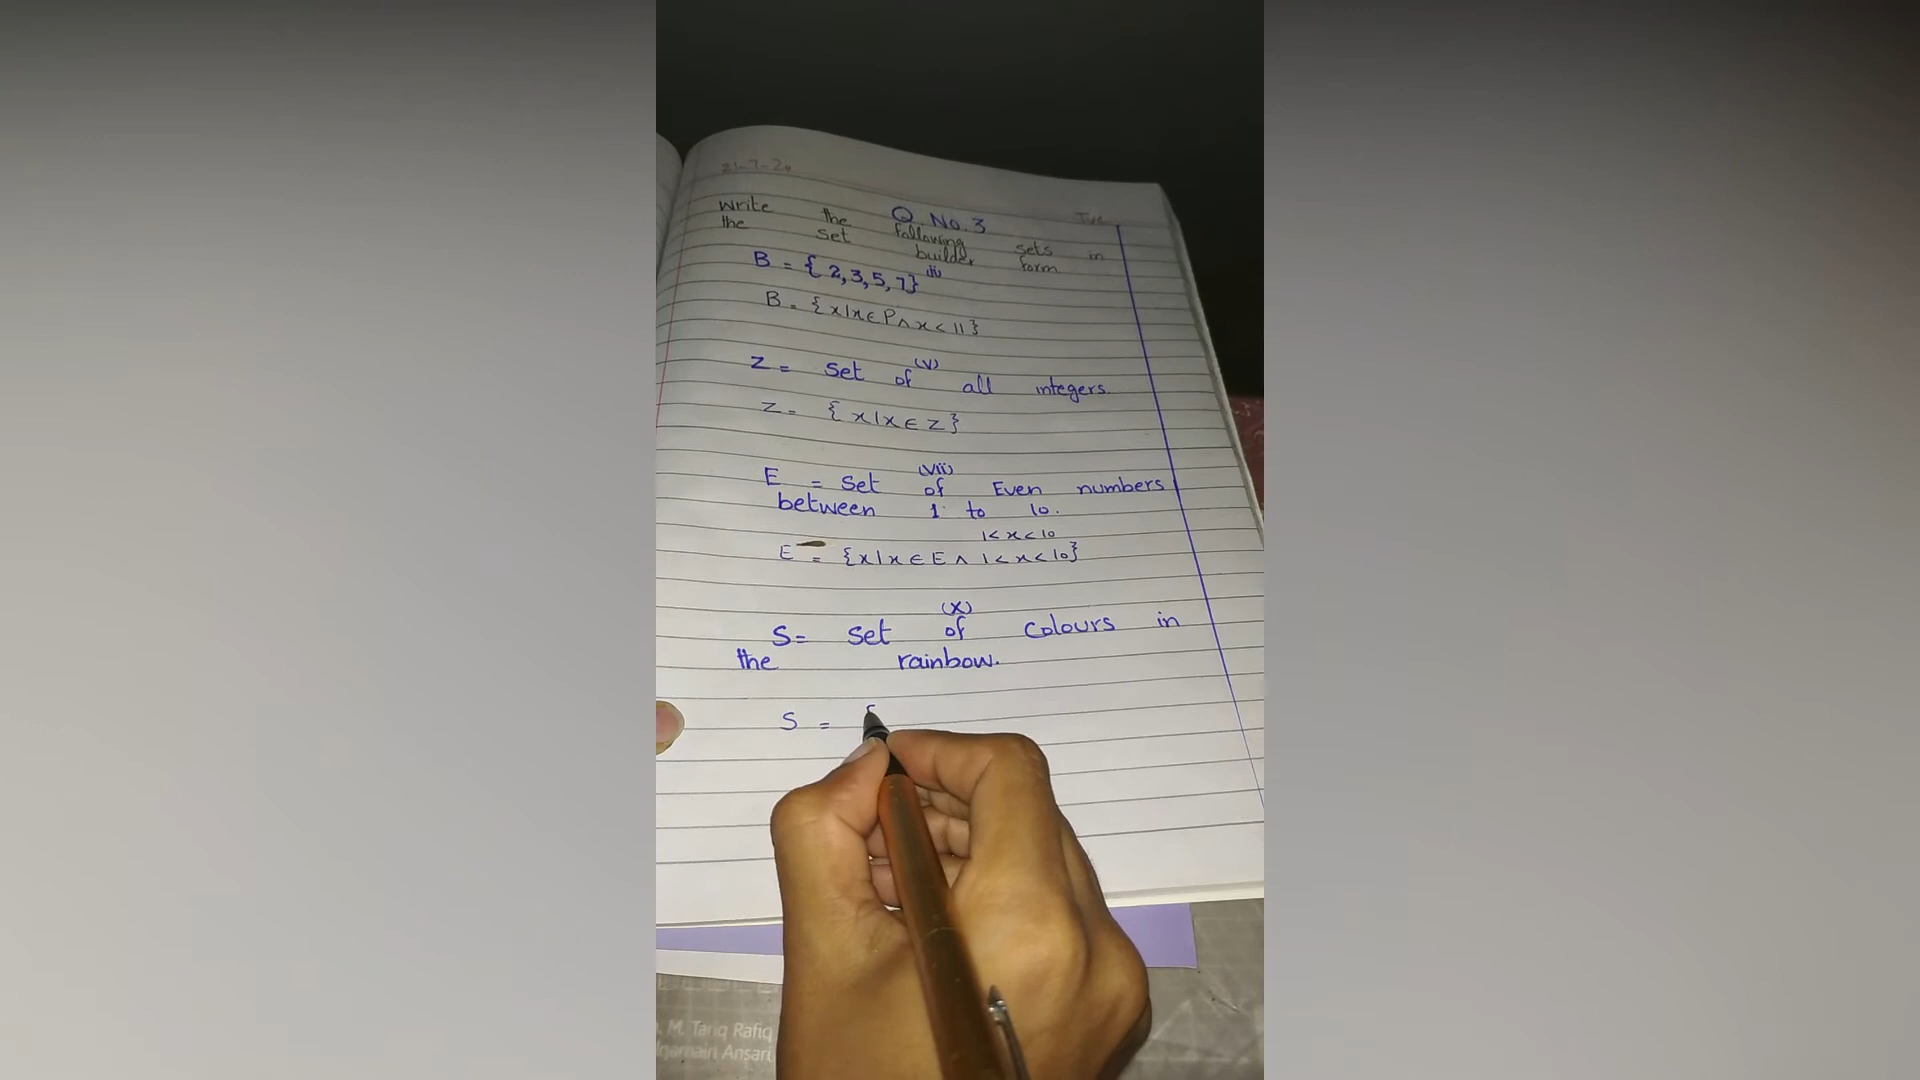 21-7-20
Tue
Q No. 3
Write the following sets in
the set builder form
(iii)
B = { 2, 3, 5, 7}
B = {x|x∈P∧x<11}
(V)
Z = Set of all integers.
Z = {x|x∈Z}
(Vii)
E = Set of Even numbers
between 1 to 10.
1<x<10
E = {x|x∈E∧1<x<10}
(X)
S= Set of Colours in
the rainbow.
S =
M. Tariq Rafiq
Ansari